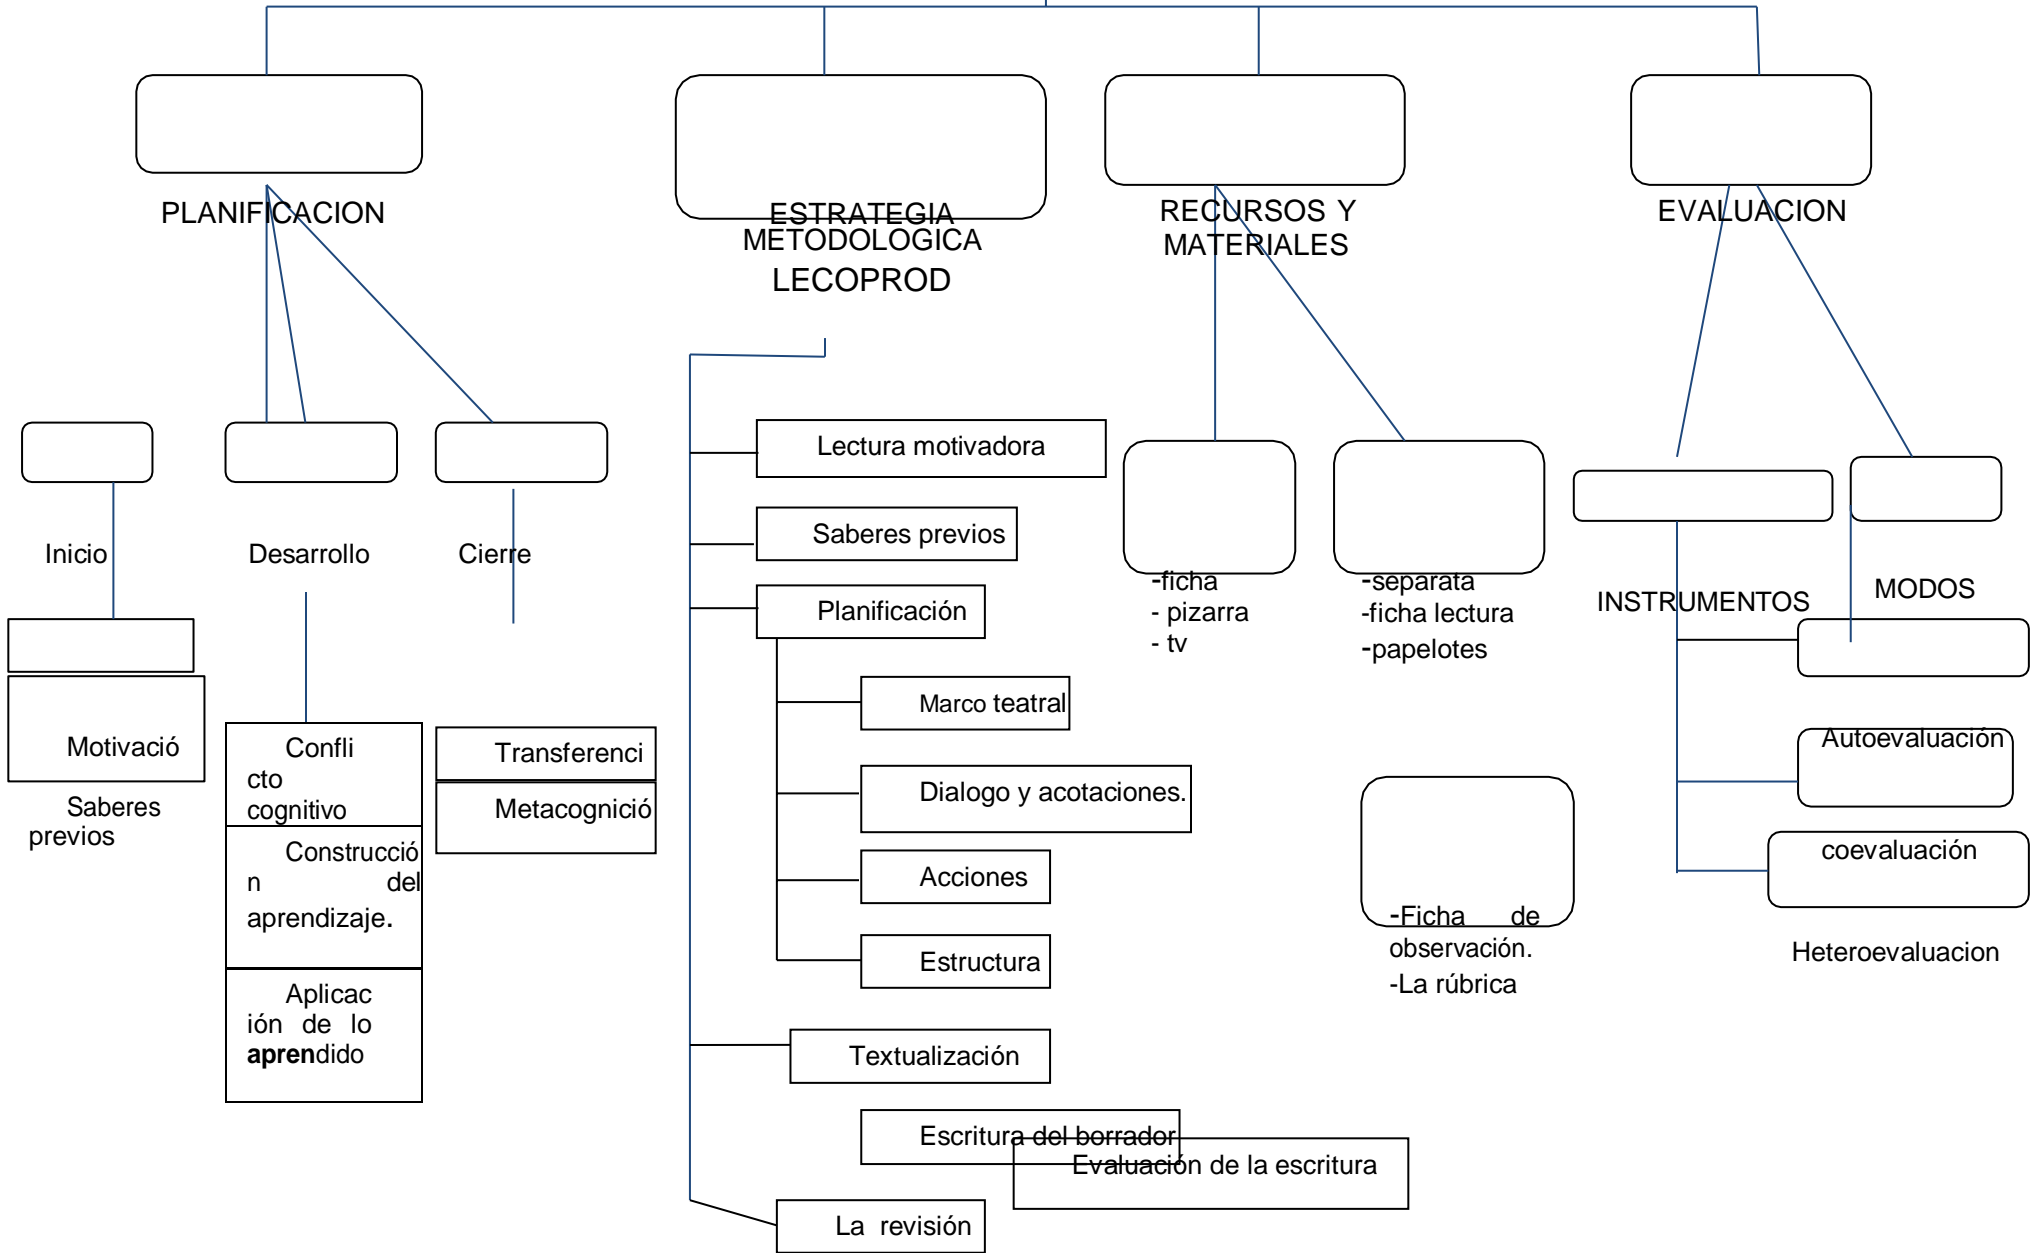 PLANIFICACION
ESTRATEGIA
METODOLOGICA
LECOPROD
RECURSOS Y
MATERIALES
EVALUACION
Inicio
Desarrollo
Cierre
Motivació
Saberes
previos
Confli
cto
cognitivo
Construcció
n del
aprendizaje.
Aplicac
ión de lo
aprendido
Transferenci
Metacognició
Lectura motivadora
Saberes previos
Planificación
Marco teatral
Dialogo y acotaciones.
Acciones
Estructura
Textualización
Escritura del borrador
Evaluación de la escritura
La revisión
-ficha
- pizarra
- tv
-separata
-ficha lectura
-papelotes
-Ficha de
observación.
-La rúbrica
INSTRUMENTOS
MODOS
Autoevaluación
coevaluación
Heteroevaluacion